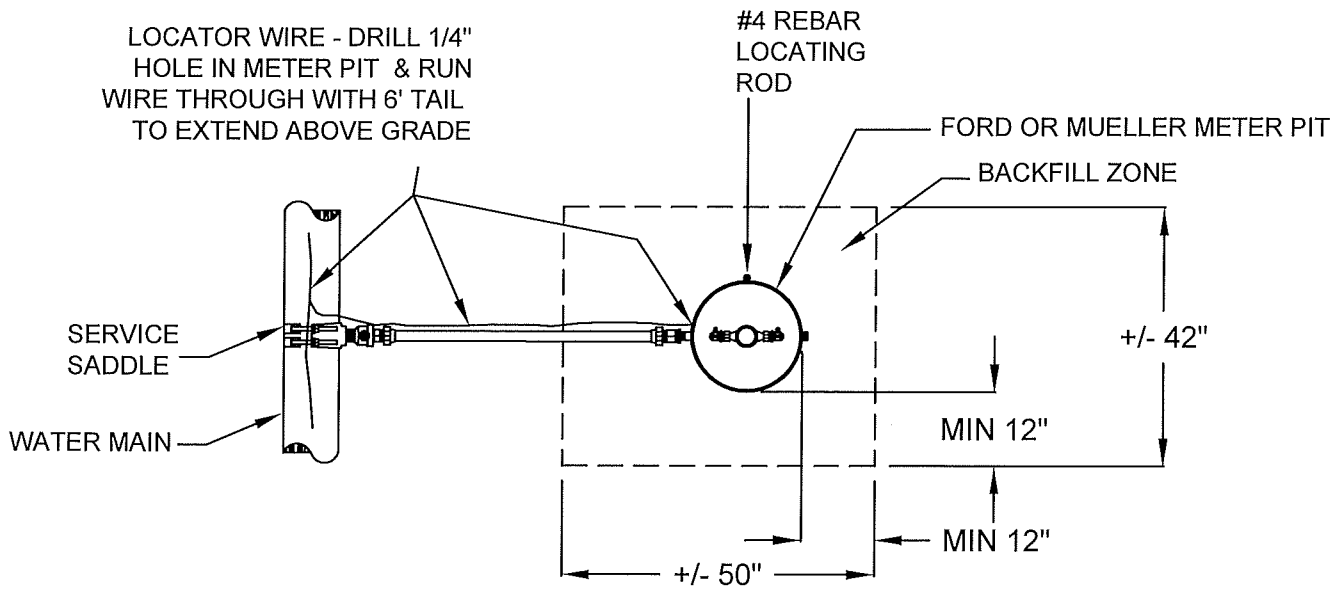 LOCATOR WIRE - DRILL 1/4"
HOLE IN METER PIT & RUN
WIRE THROUGH WITH 6' TAIL
TO EXTEND ABOVE GRADE
#4 REBAR
LOCATING
ROD
FORD OR MUELLER METER PIT
BACKFILL ZONE
SERVICE
SADDLE
WATER MAIN
+/- 42"
MIN 12"
MIN 12"
+/- 50"